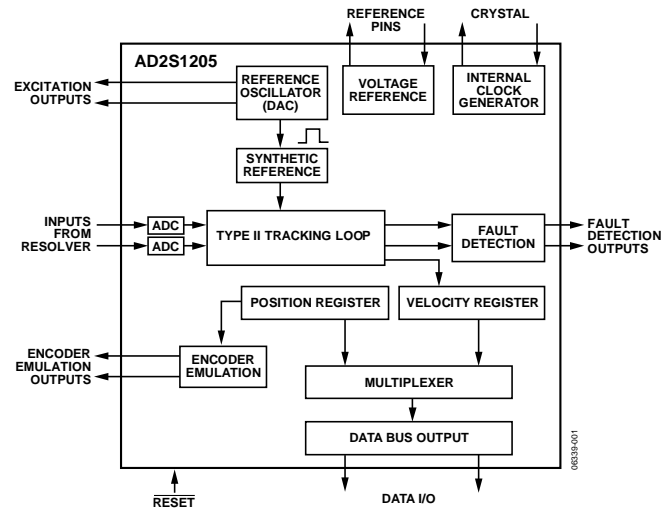 REFERENCE
PINS
CRYSTAL
AD2S1205
EXCITATION
OUTPUTS
REFERENCE
OSCILLATOR
(DAC)
VOLTAGE
REFERENCE
INTERNAL
CLOCK
GENERATOR
SYNTHETIC
REFERENCE
INPUTS
FROM
RESOLVER
ADC
ADC
TYPE II TRACKING LOOP
FAULT
DETECTION
FAULT
DETECTION
OUTPUTS
POSITION REGISTER
VELOCITY REGISTER
ENCODER
EMULATION
OUTPUTS
ENCODER
EMULATION
MULTIPLEXER
DATA BUS OUTPUT
RESET
DATA I/O
06339-001